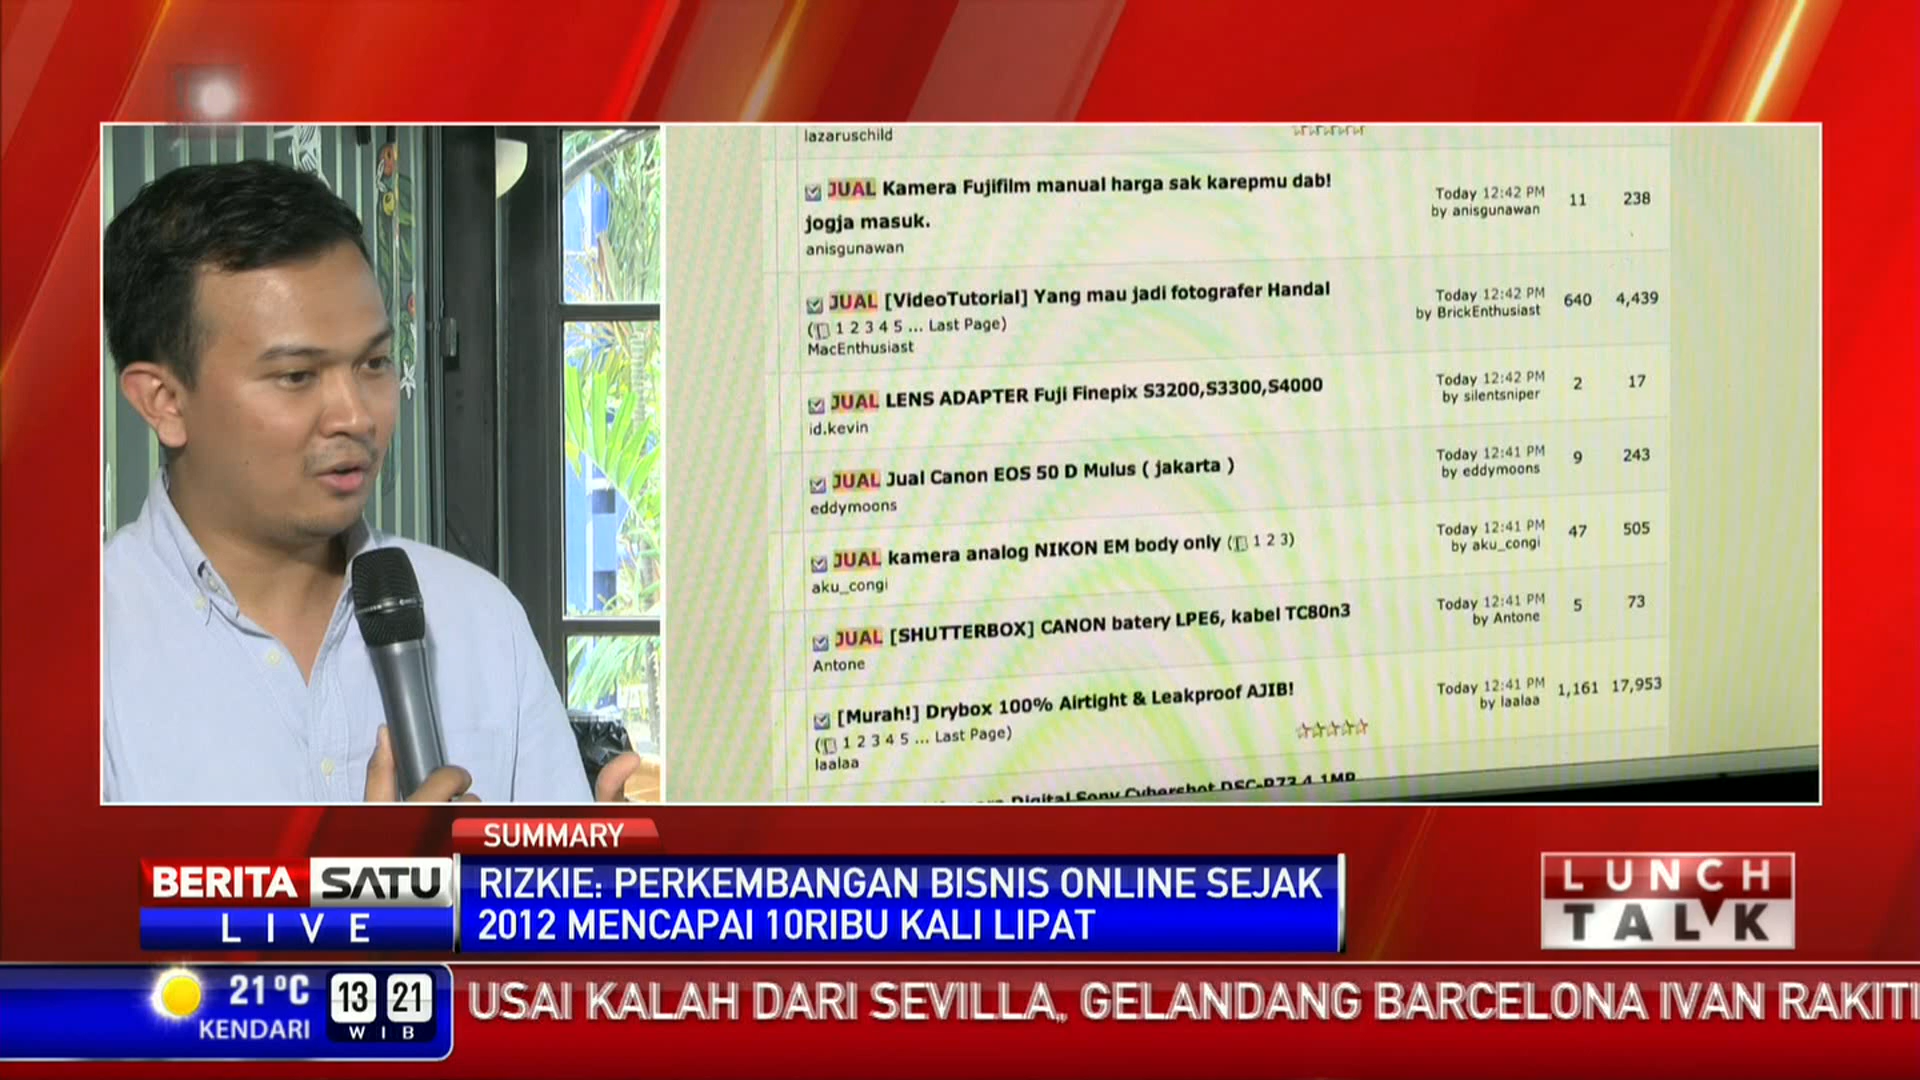 lazaruschild
JUAL Kamera Fujifilm manual harga sak karepmu dab!
jogja masuk.
anisgunawan
Today 12:42 PM
by anisgunawan
11
238
JUAL [VideoTutorial] Yang mau jadi fotografer Handal
( 1 2 3 4 5 ... Last Page)
MacEnthusiast
Today 12:42 PM
by BrickEnthusiast
640
4,439
JUAL LENS ADAPTER Fuji Finepix S3200,S3300,S4000
id.kevin
Today 12:42 PM
by silentsniper
2
17
JUAL Jual Canon EOS 50 D Mulus ( jakarta )
eddymoons
Today 12:41 PM
by eddymoons
9
243
JUAL kamera analog NIKON EM body only ( 1 2 3)
aku_congi
Today 12:41 PM
by aku_congi
47
505
JUAL [SHUTTERBOX] CANON batery LPE6, kabel TC80n3
Antone
Today 12:41 PM
by Antone
5
73
[Murah!] Drybox 100% Airtight & Leakproof AJIB!
( 1 2 3 4 5 ... Last Page)
laalaa
Today 12:41 PM
by laalaa
1,161
17,953
Digital Sony Cybershot DSC-P73 4.1MP
SUMMARY
BERITA SATU
LIVE
RIZKIE: PERKEMBANGAN BISNIS ONLINE SEJAK
2012 MENCAPAI 10RIBU KALI LIPAT
LUNCH
TALK
21°C
KENDARI
13 21
WIB
USAI KALAH DARI SEVILLA, GELANDANG BARCELONA IVAN RAKITI